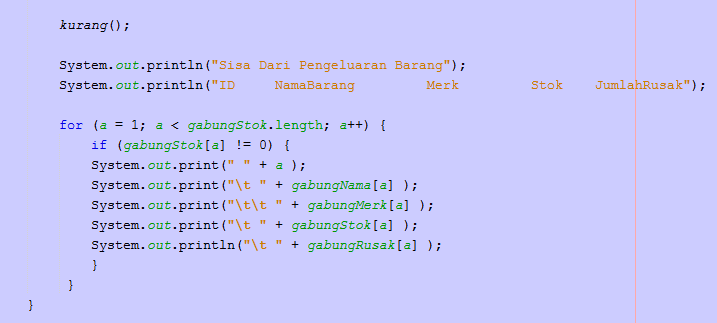 kurang();
System.out.println("Sisa Dari Pengeluaran Barang");
System.out.println("ID     NamaBarang         Merk         Stok    JumlahRusak");
for (a = 1; a < gabungStok.length; a++) {
if (gabungStok[a] != 0) {
System.out.print(" " + a );
System.out.print("\t " + gabungNama[a] );
System.out.print("\t\t " + gabungMerk[a] );
System.out.print("\t " + gabungStok[a] );
System.out.println("\t " + gabungRusak[a] );
}
}
}